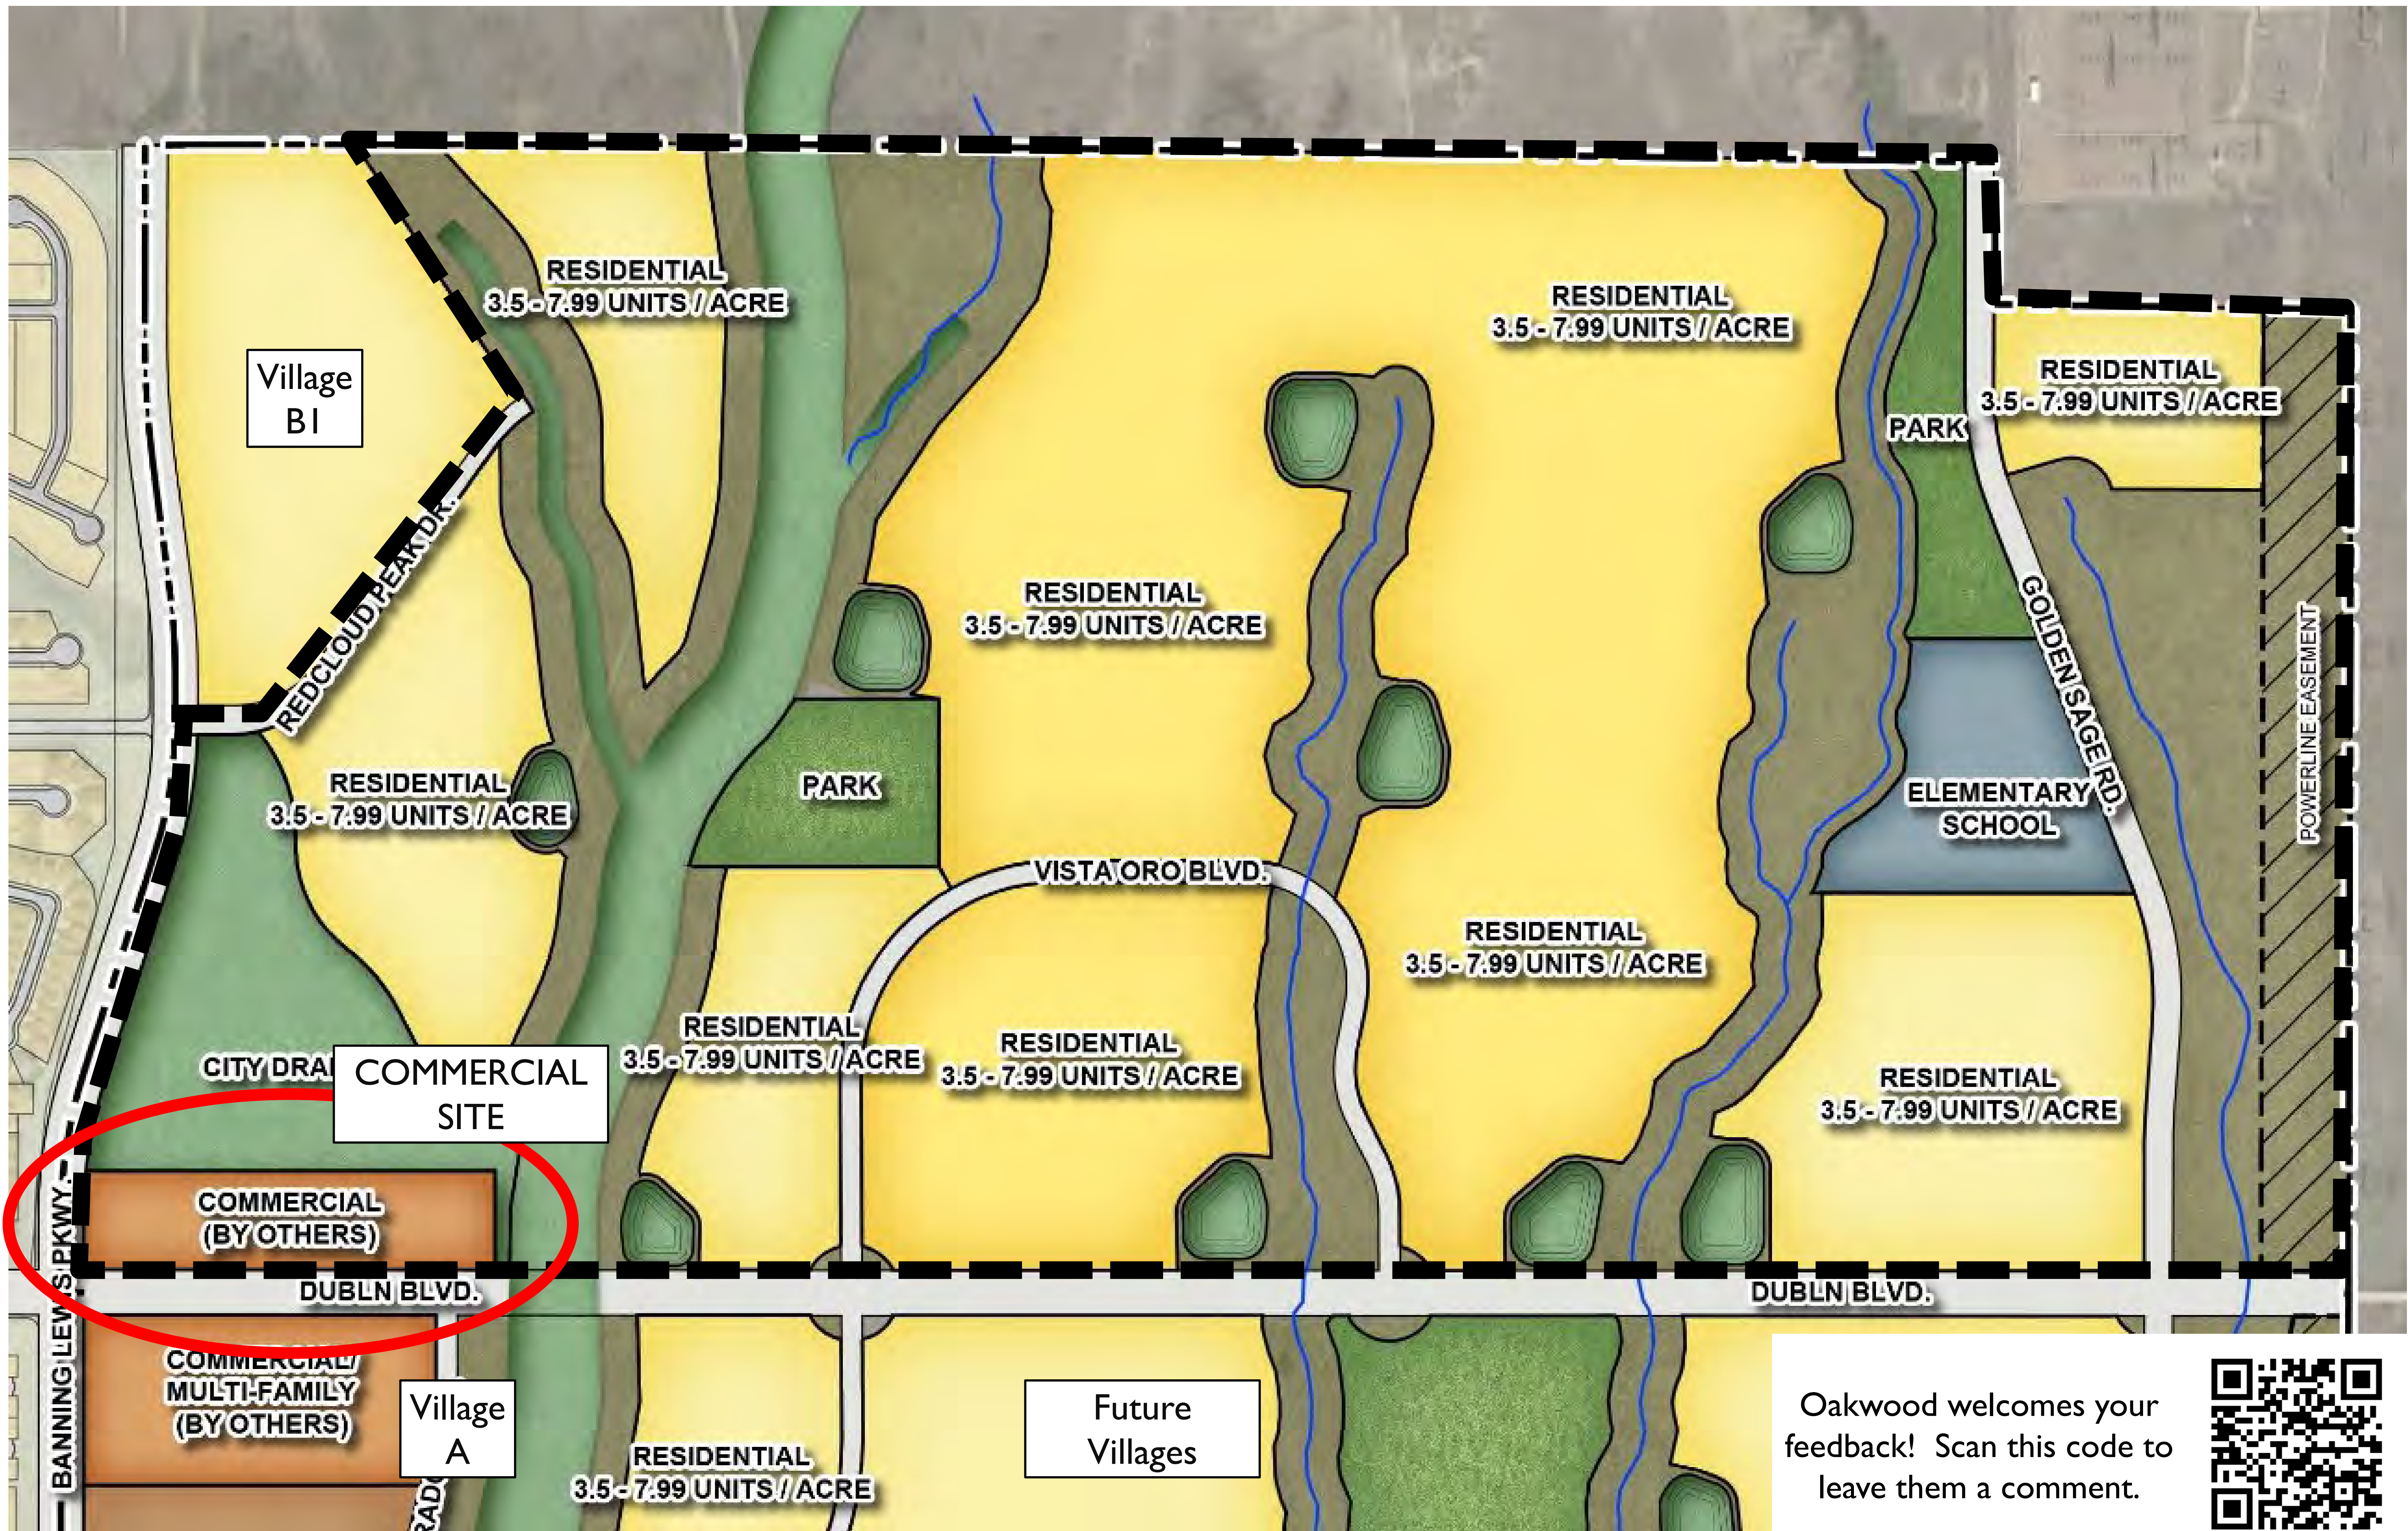 RESIDENTIAL
3.5 - 7.99 UNITS / ACRE
RESIDENTIAL
3.5 - 7.99 UNITS / ACRE
Village
B1
RESIDENTIAL
3.5 - 7.99 UNITS / ACRE
PARK
REDCLOUD PEAK DR.
RESIDENTIAL
3.5 - 7.99 UNITS / ACRE
GOLDEN SAGE RD.
POWERLINE EASEMENT
RESIDENTIAL
3.5 - 7.99 UNITS / ACRE
PARK
ELEMENTARY
SCHOOL
VISTA ORO BLVD.
RESIDENTIAL
3.5 - 7.99 UNITS / ACRE
RESIDENTIAL
3.5 - 7.99 UNITS / ACRE
RESIDENTIAL
3.5 - 7.99 UNITS / ACRE
RESIDENTIAL
3.5 - 7.99 UNITS / ACRE
CITY
COMMERCIAL
SITE
COMMERCIAL
(BY OTHERS)
BANNING LEWIS PKWY.
DUBLN BLVD.
DUBLN BLVD.
COMMERCIAL/
MULTI-FAMILY
(BY OTHERS)
Village
A
RESIDENTIAL
3.5 - 7.99 UNITS / ACRE
Future
Villages
Oakwood welcomes your
feedback! Scan this code to
leave them a comment.